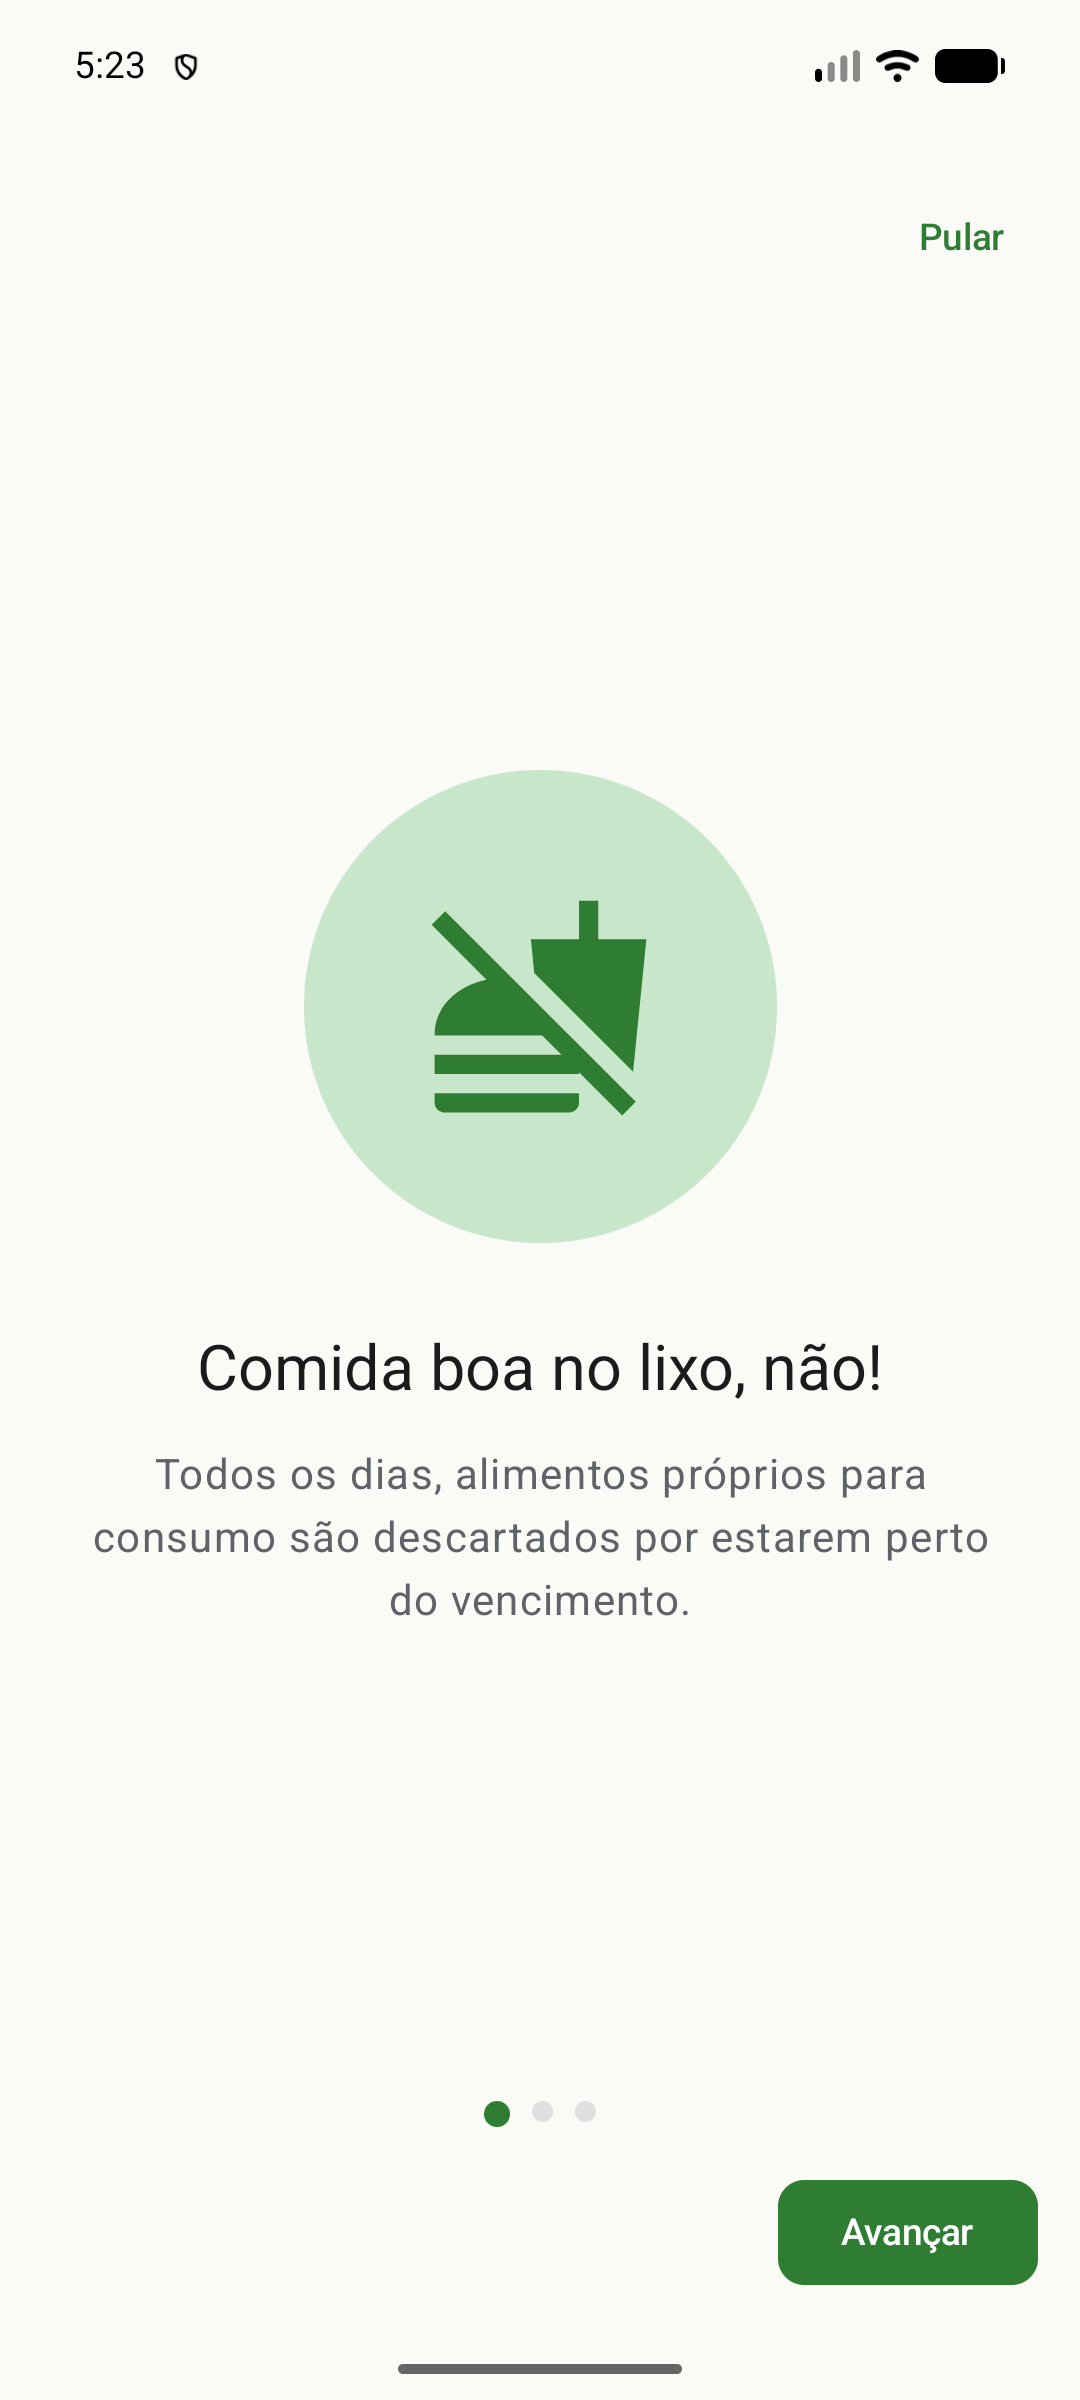 5:23
Pular
Comida boa no lixo, não!
Todos os dias, alimentos próprios para
consumo são descartados por estarem perto
do vencimento.
Avançar